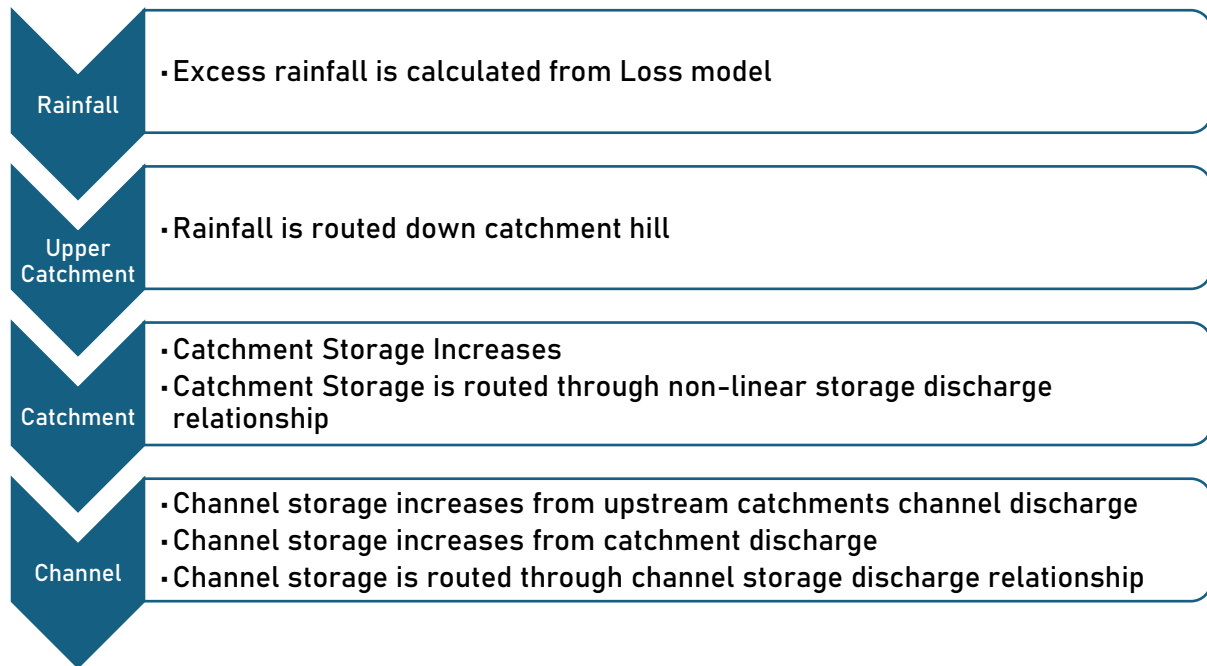 Rainfall
▪ Excess rainfall is calculated from Loss model
Upper
Catchment
▪ Rainfall is routed down catchment hill
Catchment
▪ Catchment Storage Increases
▪ Catchment Storage is routed through non-linear storage discharge
relationship
Channel
▪ Channel storage increases from upstream catchments channel discharge
▪ Channel storage increases from catchment discharge
▪ Channel storage is routed through channel storage discharge relationship